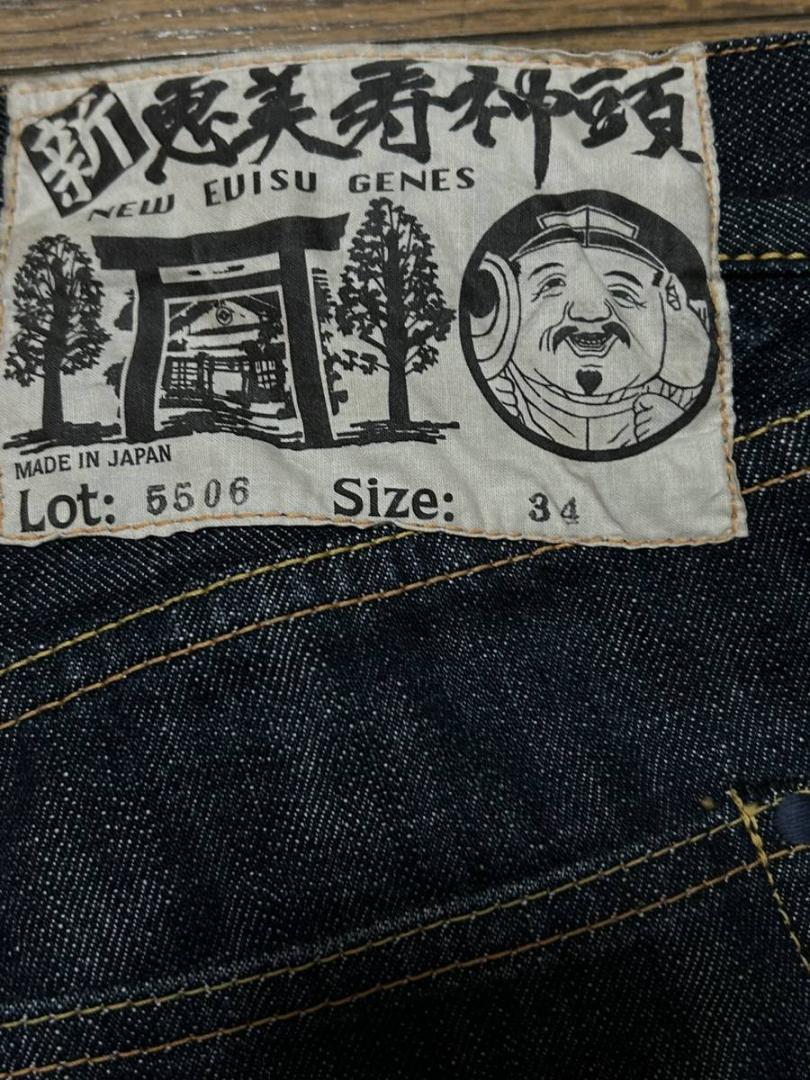 新 恵美寿神頭
NEW EVISU GENES
MADE IN JAPAN
Lot: 5506 Size: 34